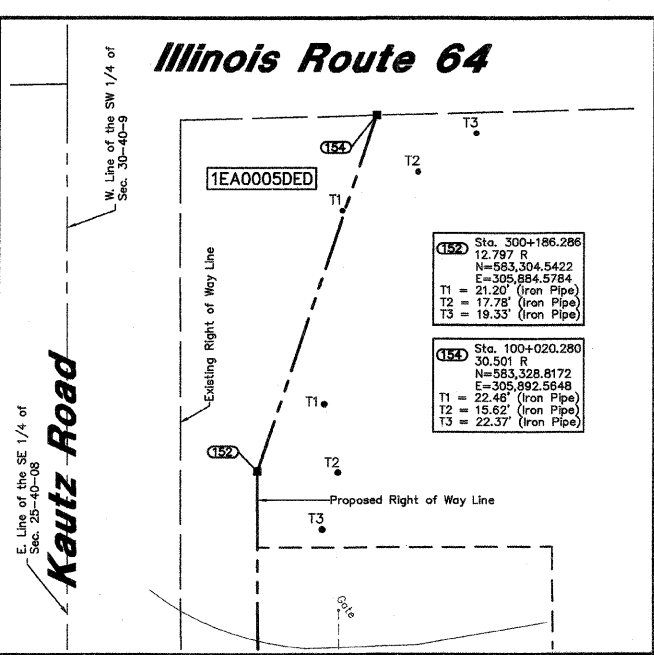 Illinois Route 64
W. Line of the SW 1/4 of
Sec. 30-40-9
154
T3
T2
1EA0005DED
T1
152 Sta. 300+186.286
12.797 R
N=583,304.5422
E=305,884.5784
T1 = 21.20' (Iron Pipe)
T2 = 17.78' (Iron Pipe)
T3 = 19.33' (Iron Pipe)
154 Sta. 100+020.280
30.501 R
N=583,328.8172
E=305,892.5648
T1 = 22.46' (Iron Pipe)
T2 = 15.62' (Iron Pipe)
T3 = 22.37' (Iron Pipe)
Existing Right of Way Line
Kautz Road
E. Line of the SE 1/4 of
Sec. 25-40-08
T1
152
T2
Proposed Right of Way Line
T3
Gate